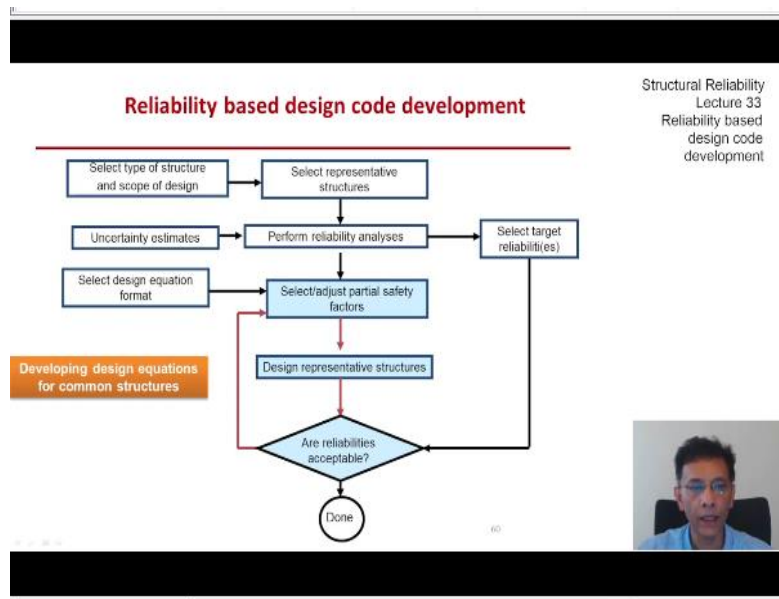 Reliability based design code development
Structural Reliability
Lecture 33
Reliability based
design code
development
Select type of structure
and scope of design
Select representative
structures
Uncertainty estimates
Perform reliability analyses
Select target
reliabiliti(es)
Select design equation
format
Select/adjust partial safety
factors
Developing design equations
for common structures
Design representative structures
Are reliabilities
acceptable?
Done
60